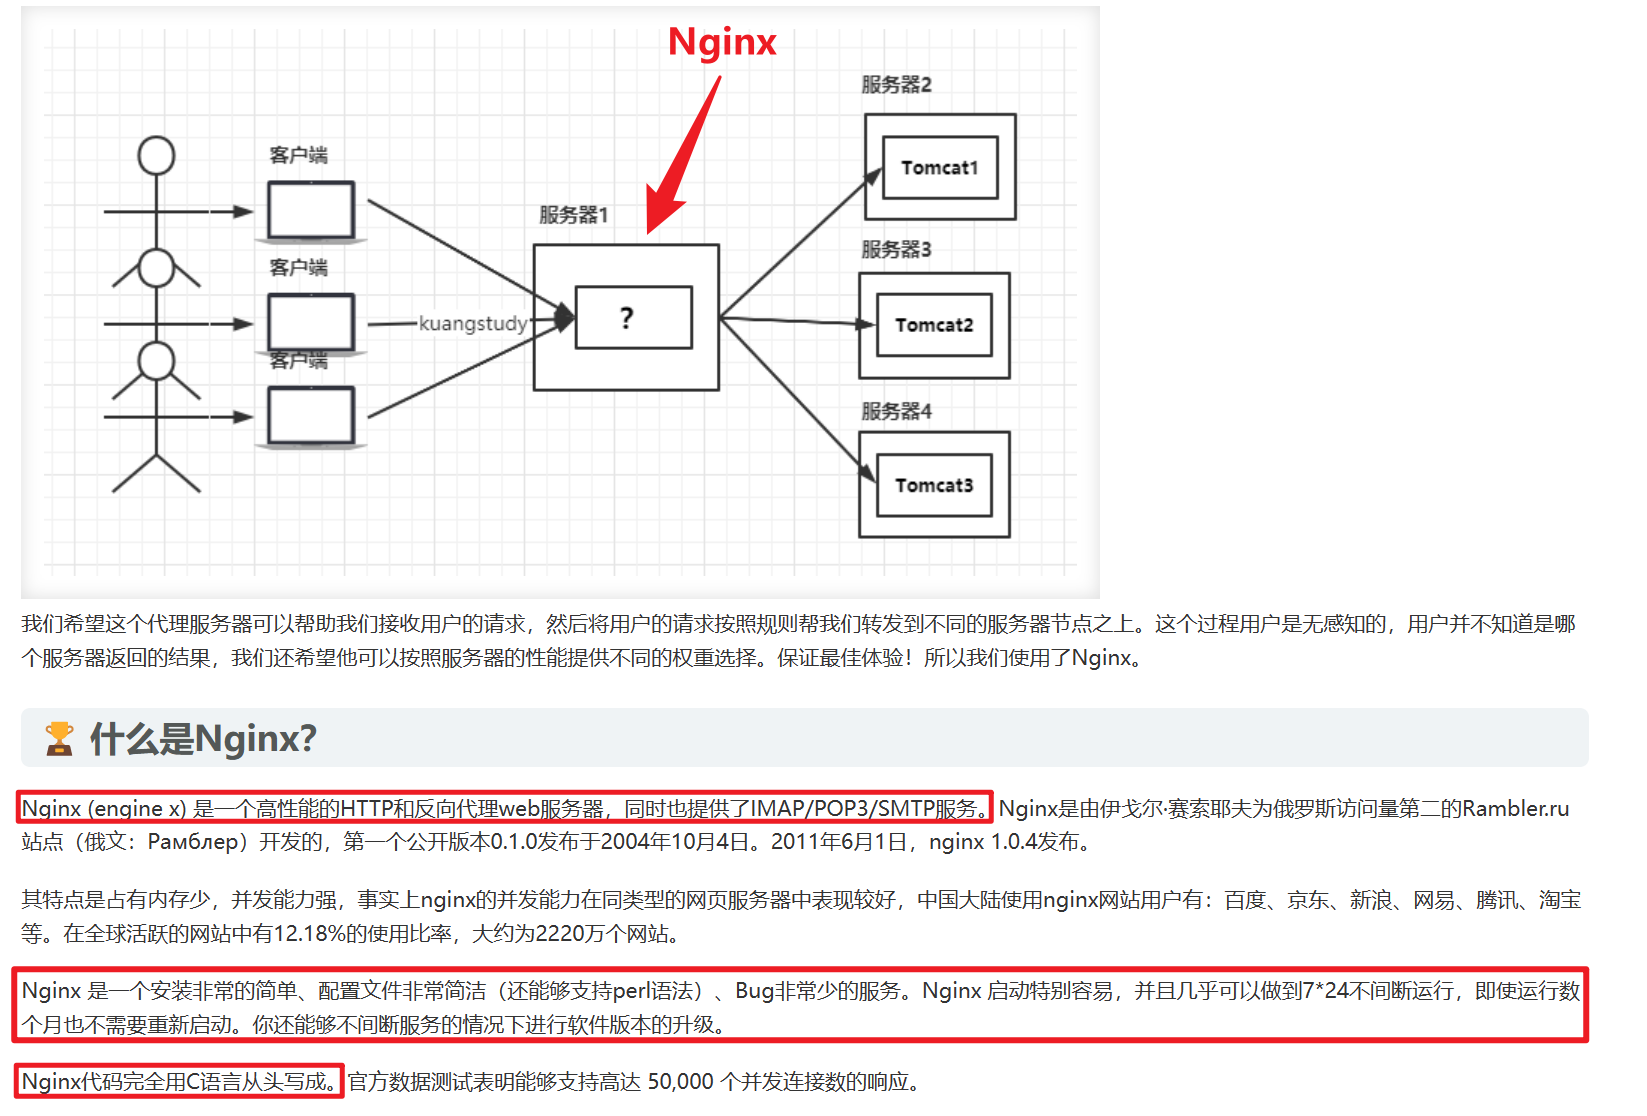 Nginx
服务器2
Tomcat1
客户端
服务器1
服务器3
客户端
kuangstudy
?
Tomcat2
客户端
服务器4
Tomcat3
我们希望这个代理服务器可以帮助我们接收用户的请求，然后将用户的请求按照规则帮我们转发到不同的服务器节点之上。这个过程用户是无感知的，用户并不知道是哪
个服务器返回的结果，我们还希望他可以按照服务器的性能提供不同的权重选择。保证最佳体验！所以我们使用了Nginx。
什么是Nginx？
Nginx (engine x) 是一个高性能的HTTP和反向代理web服务器，同时也提供了IMAP/POP3/SMTP服务。Nginx是由伊戈尔·赛索耶夫为俄罗斯访问量第二的Rambler.ru
站点（俄文：Рамблер）开发的，第一个公开版本0.1.0发布于2004年10月4日。2011年6月1日，nginx 1.0.4发布。
其特点是占有内存少，并发能力强，事实上nginx的并发能力在同类型的网页服务器中表现较好，中国大陆使用nginx网站用户有：百度、京东、新浪、网易、腾讯、淘宝
等。在全球活跃的网站中有12.18%的使用比率，大约为2220万个网站。
Nginx 是一个安装非常的简单、配置文件非常简洁（还能够支持perl语法）、Bug非常少的服务。Nginx 启动特别容易，并且几乎可以做到7*24不间断运行，即使运行数
个月也不需要重新启动。你还能够不间断服务的情况下进行软件版本的升级。
Nginx代码完全用C语言从头写成。官方数据测试表明能够支持高达 50,000 个并发连接数的响应。